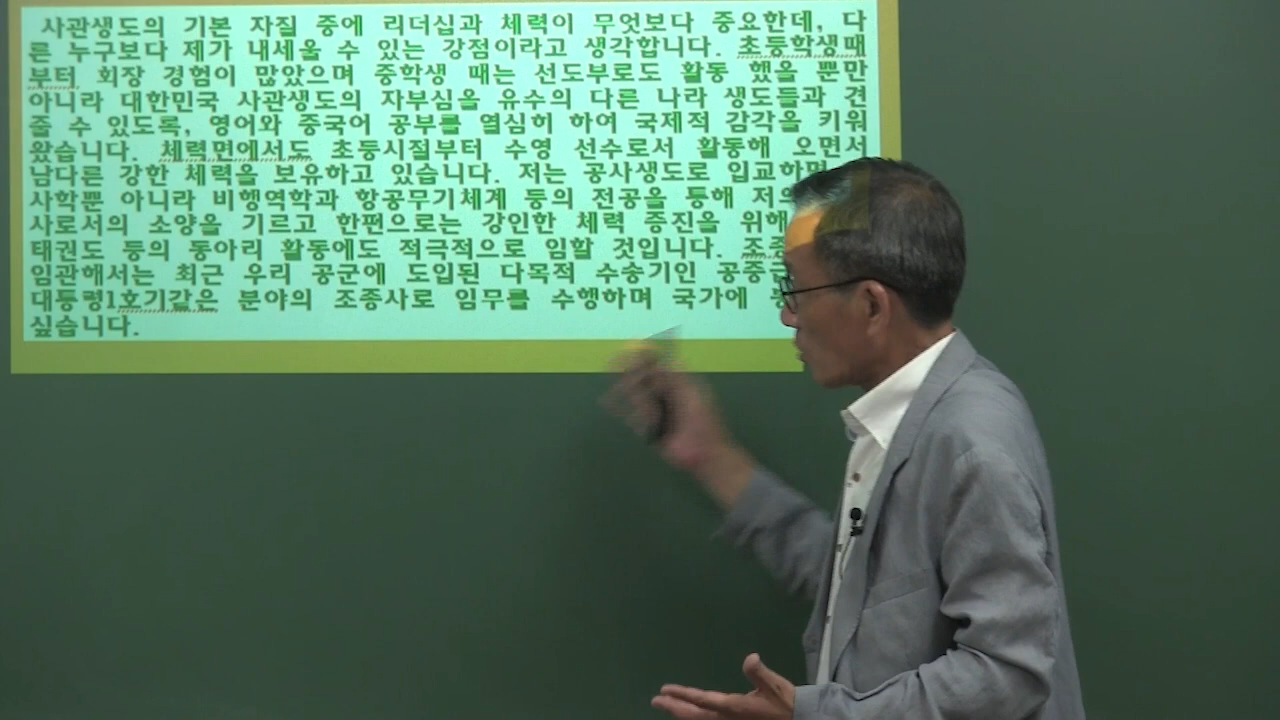 사관생도의 기본 자질 중에 리더십과 체력이 무엇보다 중요한데, 다
른 누구보다 제가 내세울 수 있는 강점이라고 생각합니다. 초등학생때
부터 회장 경험이 많았으며 중학생 때는 선도부로도 활동 했을 뿐만
아니라 대한민국 사관생도의 자부심을 유수의 다른 나라 생도들과 견
줄 수 있도록, 영어와 중국어 공부를 열심히 하여 국제적 감각을 키워
왔습니다. 체력면에서도 초등시절부터 수영 선수로서 활동해 오면서
남다른 강한 체력을 보유하고 있습니다. 저는 공사생도로 입교하면
사학뿐 아니라 비행역학과 항공무기체계 등의 전공을 통해
사로서의 소양을 기르고 한편으로는 강인한 체력 증진을 위해
태권도 등의 동아리 활동에도 적극적으로 임할 것입니다.
임관해서는 최근 우리 공군에 도입된 다목적 수송기인
대통령1호기같은 분야의 조종사로 임무를 수행하며 국가에
싶습니다.